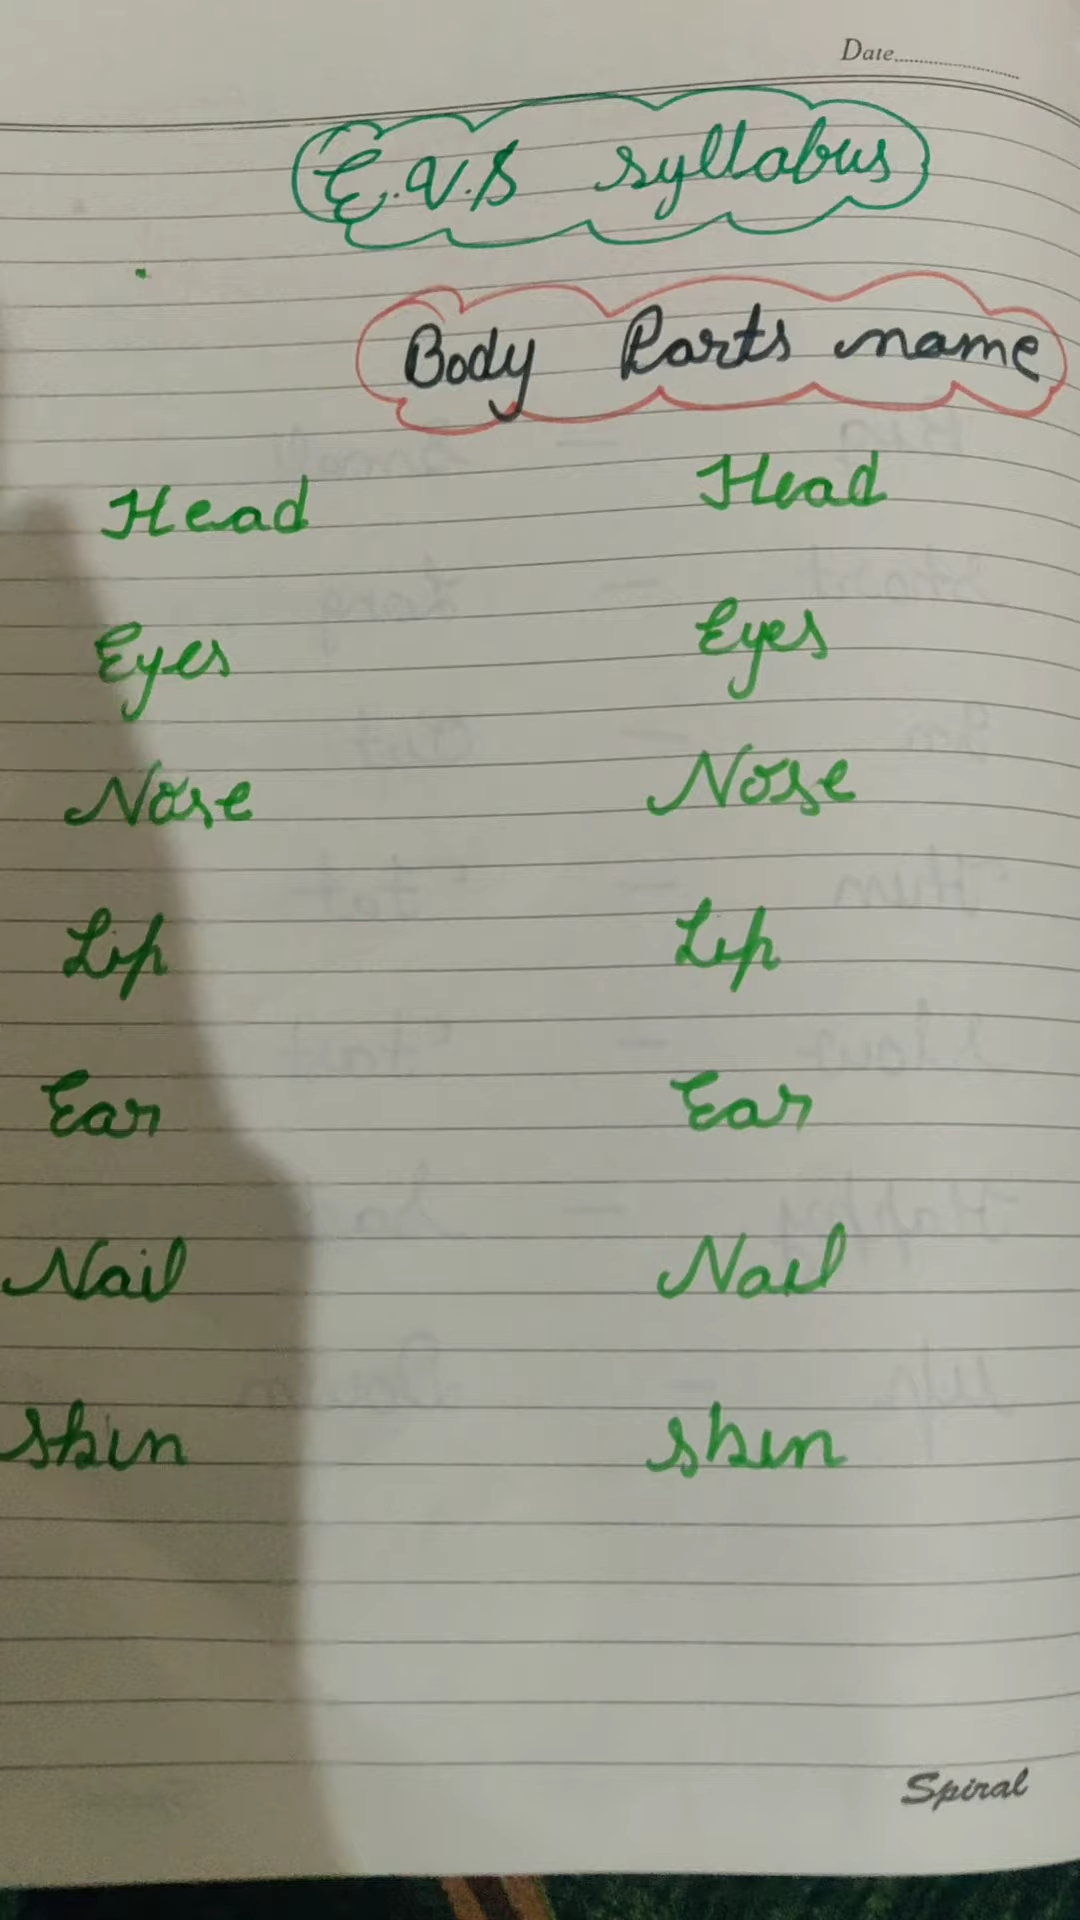 Date
E.V.S syllabus
Body Parts name
Head Head
Eyes Eyes
Nose Nose
Lip Lip
Ear Ear
Nail Nail
Skin Skin
Spiral